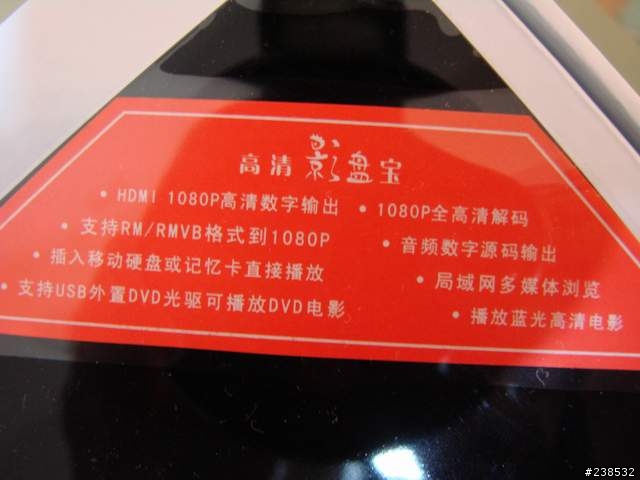 高清 影盘宝
• HDMI 1080P高清数字输出
• 支持RM/RMVB格式到1080P
• 插入移动硬盘或记忆卡直接播放
• 支持USB外置DVD光驱可播放DVD电影
• 1080P全高清解码
• 音频数字源码输出
• 局域网多媒体浏览
• 播放蓝光高清电影
#238532